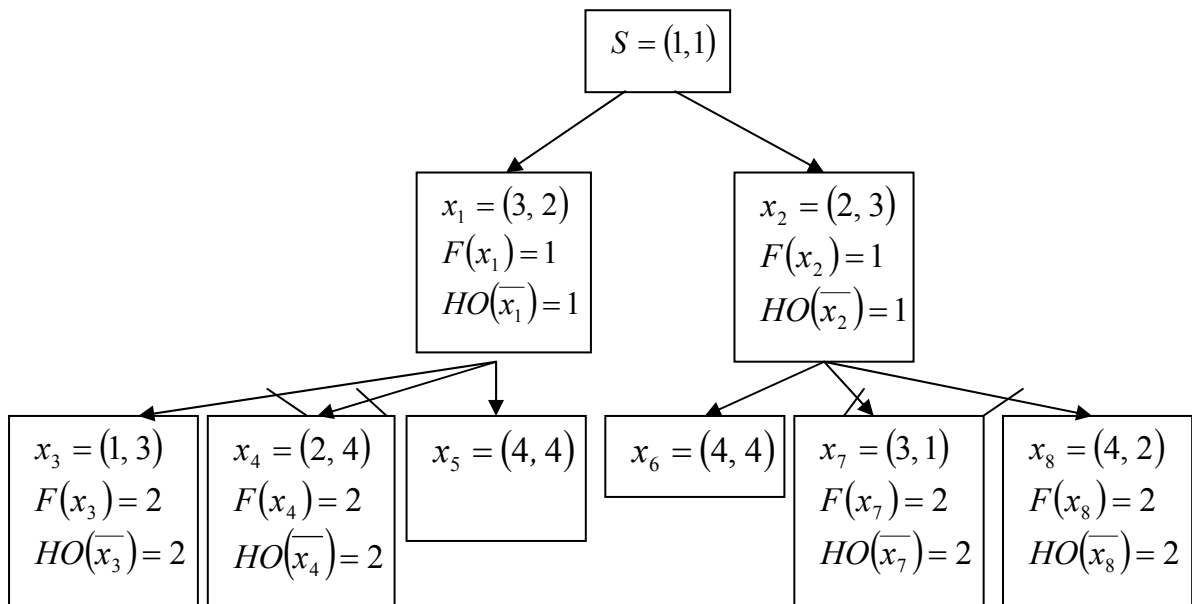 S = (1,1)
x₁ = (3, 2)
F(x₁) = 1
HO(x̅₁) = 1
x₂ = (2, 3)
F(x₂) = 1
HO(x̅₂) = 1
x₃ = (1, 3)
F(x₃) = 2
HO(x̅₃) = 2
x₄ = (2, 4)
F(x₄) = 2
HO(x̅₄) = 2
x₅ = (4, 4)
x₆ = (4, 4)
x₇ = (3, 1)
F(x₇) = 2
HO(x̅₇) = 2
x₈ = (4, 2)
F(x₈) = 2
HO(x̅₈) = 2